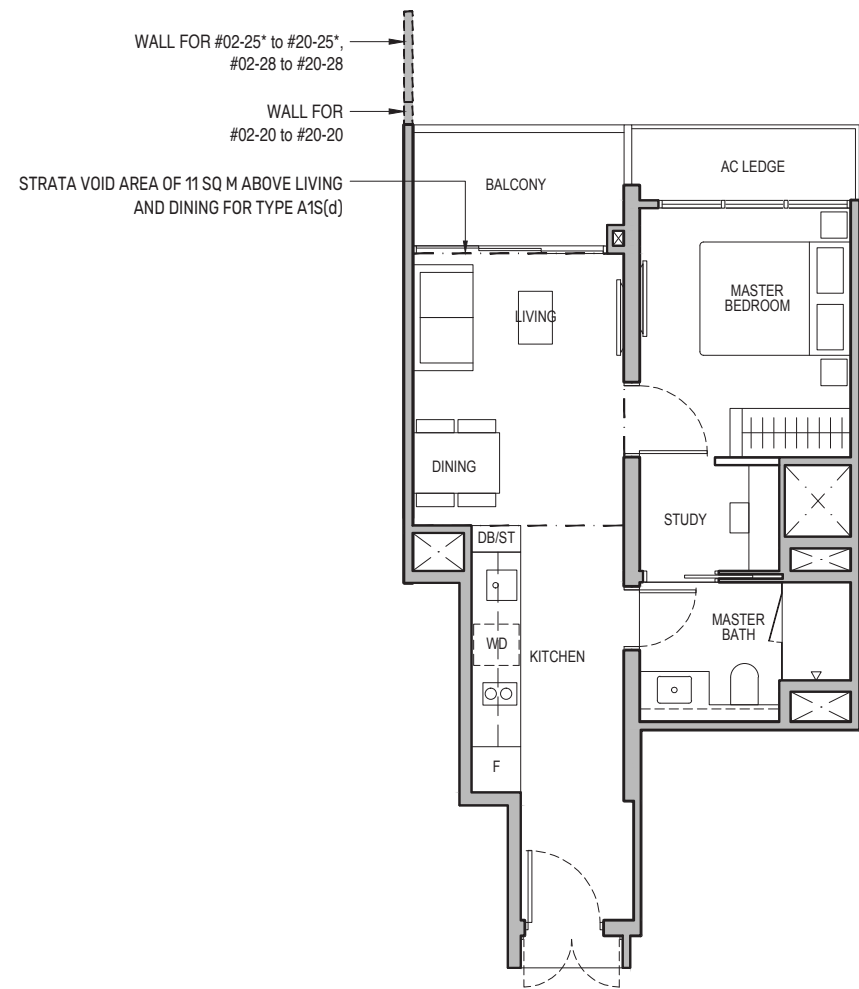 WALL FOR #02-25* to #20-25*,
#02-28 to #20-28
WALL FOR
#02-20 to #20-20
STRATA VOID AREA OF 11 SQ M ABOVE LIVING
AND DINING FOR TYPE A1S(d)
BALCONY
AC LEDGE
MASTER
BEDROOM
LIVING
DINING
STUDY
DB/ST
MASTER
BATH
WD
KITCHEN
F